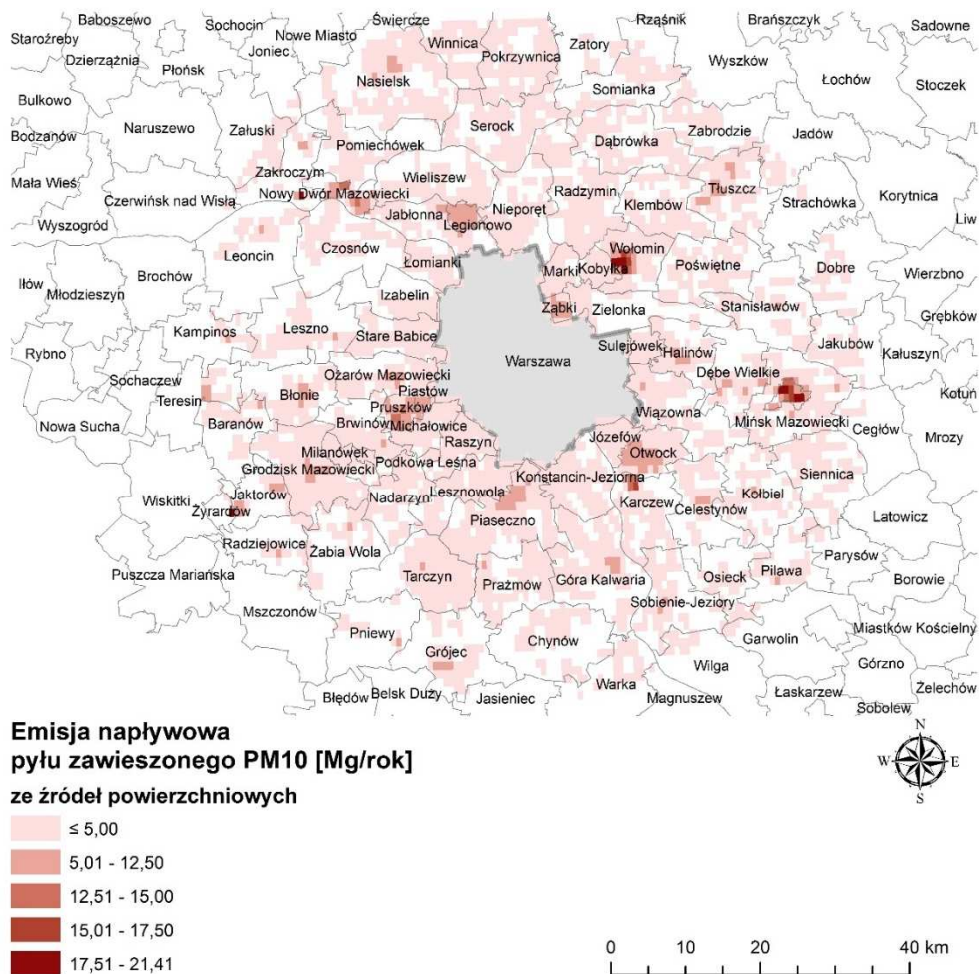 Baboszewo
Sochocin
Świercze
Rząśnik
Brańszczyk
Sadowne
Staroźreby
Nowe Miasto
Winnica
Zatory
Dzierzążnia
Joniec
Pokrzywnica
Wyszków
Płońsk
Łochów
Nasielsk
Somianka
Stoczek
Bulkowo
Naruszewo
Załuski
Serock
Zabrodzie
Jadów
Bodzanów
Pomiechówek
Dąbrówka
Zakroczym
Wieliszew
Mała Wieś
Nowy Dwór Mazowiecki
Radzymin
Tłuszcz
Korytnica
Czerwińsk nad Wisłą
Jabłonna
Nieporęt
Klembów
Strachówka
Wyszogród
Legionowo
Liw
Leoncin
Czosnów
Wołomin
Łomianki
Marki
Kobyłka
Poświętne
Dobre
Wierzbno
Iłów
Brochów
Młodzieszyn
Izabelin
Ząbki
Zielonka
Stanisławów
Grębków
Kampinos
Leszno
Stare Babice
Sulejówek
Jakubów
Rybno
Warszawa
Halinów
Kałuszyn
Sochaczew
Ożarów Mazowiecki
Dębe Wielkie
Teresin
Błonie
Piastów
Kotuń
Nowa Sucha
Baranów
Pruszków
Wiązowna
Mińsk Mazowiecki
Brwinów
Michałowice
Cegłów
Mrozy
Raszyn
Józefów
Milanówek
Otwock
Grodzisk Mazowiecki
Podkowa Leśna
Konstancin-Jeziorna
Siennica
Wiskitki
Jaktorów
Nadarzyn
Lesznowola
Karczew
Kołbiel
Żyrardów
Celestynów
Latowicz
Piaseczno
Radziejowice
Żabia Wola
Parysów
Puszcza Mariańska
Tarczyn
Prażmów
Góra Kalwaria
Osieck
Pilawa
Borowie
Mszczonów
Sobienie-Jeziory
Pniewy
Miastków Kościelny
Grójec
Chynów
Garwolin
Wilga
Górzno
Błędów
Belsk Duży
Jasieniec
Warka
Magnuszew
Łaskarzew
Żelechów
Sobolew
Emisja napływowa
pyłu zawieszonego PM10 [Mg/rok]
ze źródeł powierzchniowych
≤ 5,00
5,01 - 12,50
12,51 - 15,00
15,01 - 17,50
17,51 - 21,41
N
W
E
S
0 10 20 40 km